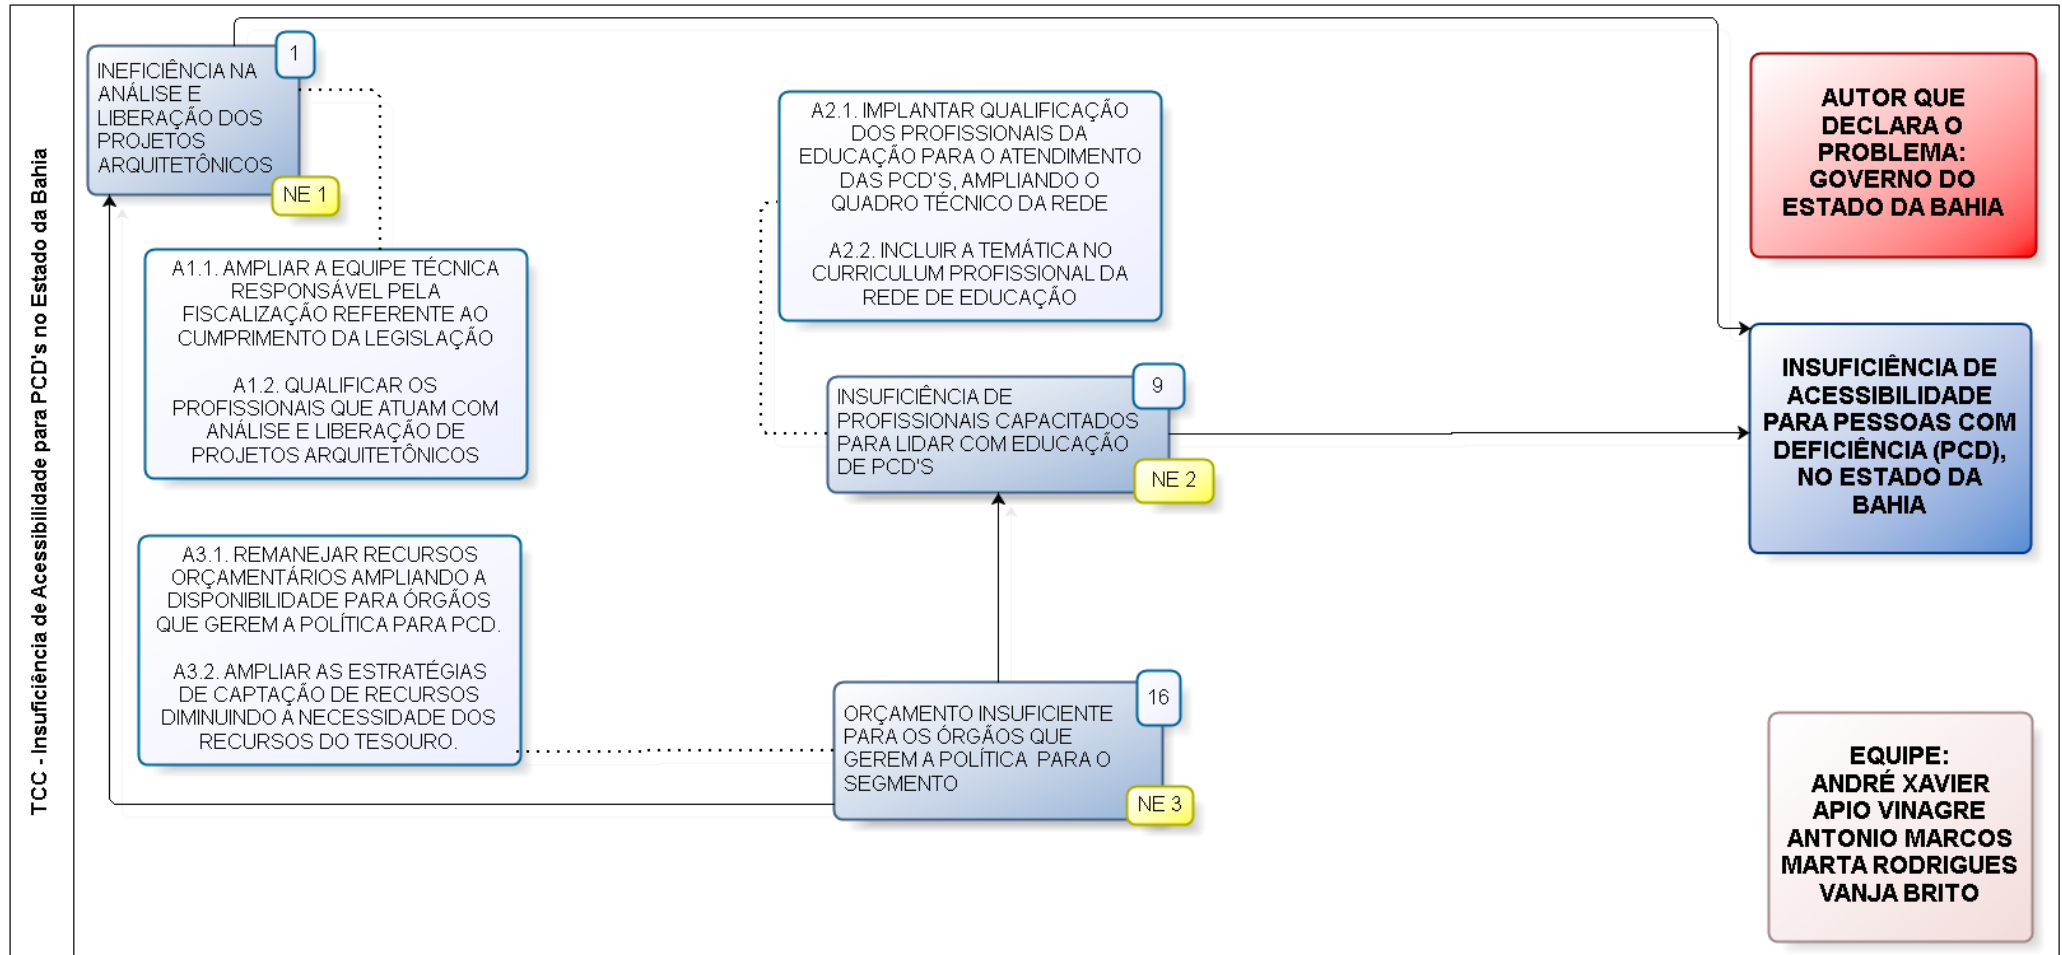 TCC - Insuficiência de Acessibilidade para PCD's no Estado da Bahia
1
INEFICIÊNCIA NA
ANÁLISE E
LIBERAÇÃO DOS
PROJETOS
ARQUITETÔNICOS
NE 1
A1.1. AMPLIAR A EQUIPE TÉCNICA
RESPONSÁVEL PELA
FISCALIZAÇÃO REFERENTE AO
CUMPRIMENTO DA LEGISLAÇÃO
A1.2. QUALIFICAR OS
PROFISSIONAIS QUE ATUAM COM
ANÁLISE E LIBERAÇÃO DE
PROJETOS ARQUITETÔNICOS
A3.1. REMANEJAR RECURSOS
ORÇAMENTÁRIOS AMPLIANDO A
DISPONIBILIDADE PARA ÓRGÃOS
QUE GEREM A POLÍTICA PARA PCD.
A3.2. AMPLIAR AS ESTRATÉGIAS
DE CAPTAÇÃO DE RECURSOS
DIMINUINDO A NECESSIDADE DOS
RECURSOS DO TESOURO.
A2.1. IMPLANTAR QUALIFICAÇÃO
DOS PROFISSIONAIS DA
EDUCAÇÃO PARA O ATENDIMENTO
DAS PCD'S, AMPLIANDO O
QUADRO TÉCNICO DA REDE
A2.2. INCLUIR A TEMÁTICA NO
CURRICULUM PROFISSIONAL DA
REDE DE EDUCAÇÃO
9
INSUFICIÊNCIA DE
PROFISSIONAIS CAPACITADOS
PARA LIDAR COM EDUCAÇÃO
DE PCD'S
NE 2
16
ORÇAMENTO INSUFICIENTE
PARA OS ÓRGÃOS QUE
GEREM A POLÍTICA  PARA O
SEGMENTO
NE 3
AUTOR QUE
DECLARA O
PROBLEMA:
GOVERNO DO
ESTADO DA BAHIA
INSUFICIÊNCIA DE
ACESSIBILIDADE
PARA PESSOAS COM
DEFICIÊNCIA (PCD),
NO ESTADO DA
BAHIA
EQUIPE:
ANDRÉ XAVIER
APIO VINAGRE
ANTONIO MARCOS
MARTA RODRIGUES
VANJA BRITO